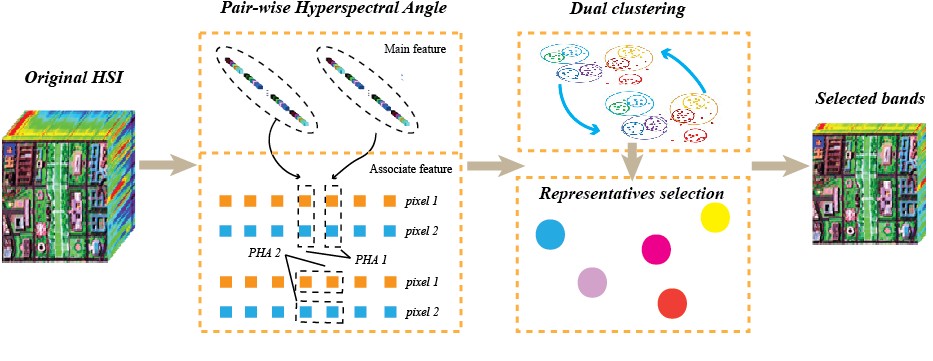 Pair-wise Hyperspectral Angle
Dual clustering
Main feature
Original HSI
Selected bands
Associate feature
Representatives selection
pixel 1
pixel 2
PHA 2
PHA 1
pixel 1
pixel 2